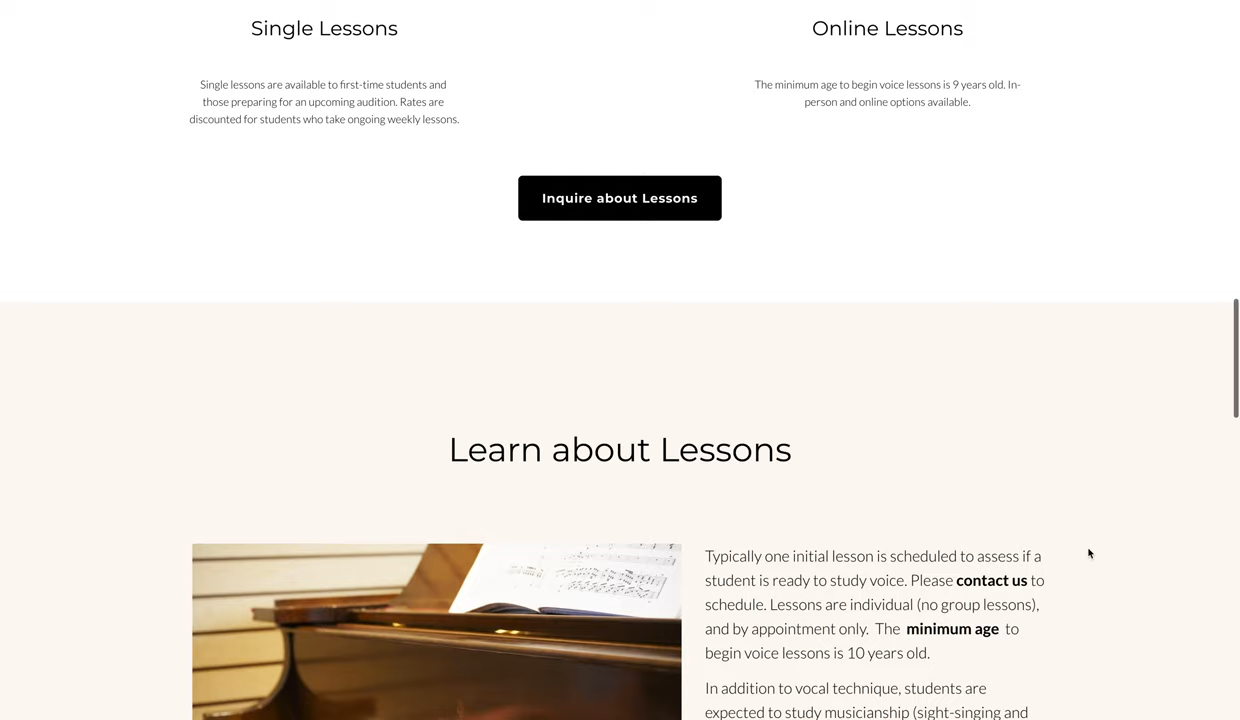 Single Lessons
Online Lessons
Single lessons are available to first-time students and
those preparing for an upcoming audition. Rates are
discounted for students who take ongoing weekly lessons.
The minimum age to begin voice lessons is 9 years old. In-
person and online options available.
Inquire about Lessons
Learn about Lessons
Typically one initial lesson is scheduled to assess if a
student is ready to study voice. Please contact us to
schedule. Lessons are individual (no group lessons),
and by appointment only. The minimum age to
begin voice lessons is 10 years old.
In addition to vocal technique, students are
expected to study musicianship (sight-singing and